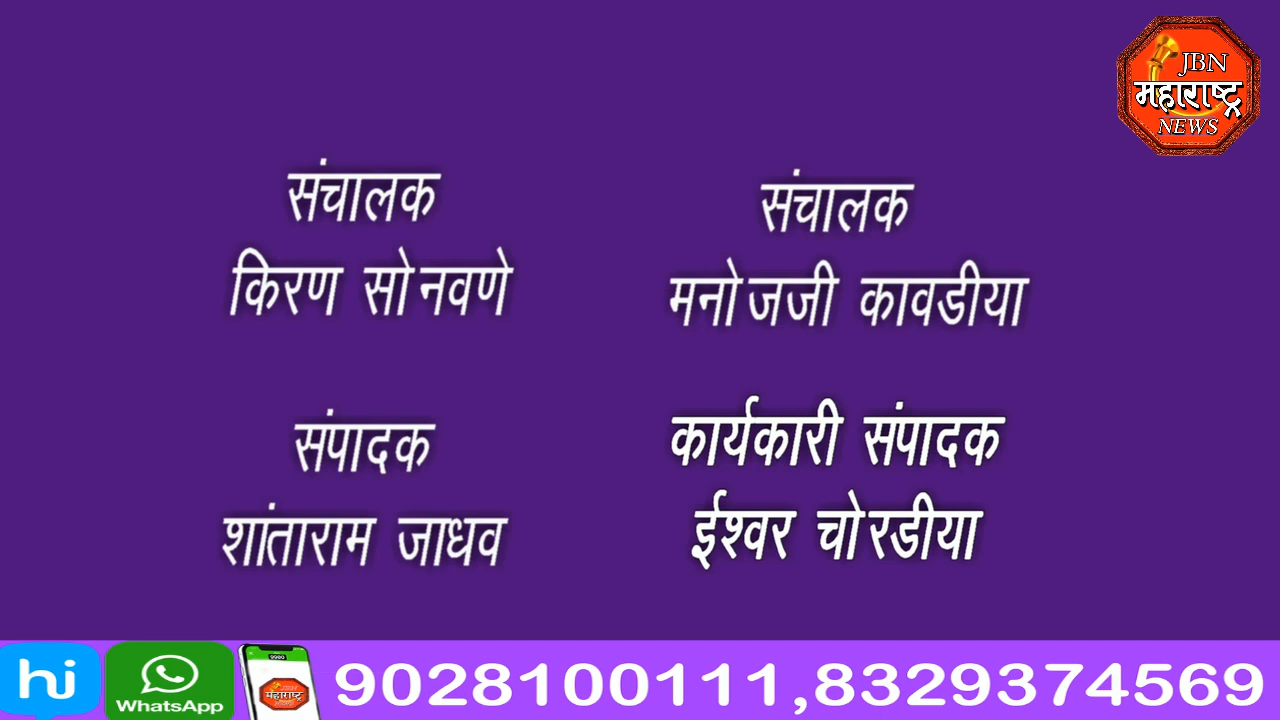 JBN
महाराष्ट्र
NEWS
संचालक
किरण सोनवणे
संचालक
मनोजजी कावडीया
संपादक
शांताराम जाधव
कार्यकारी संपादक
ईश्वर चोरडीया
hi
WhatsApp
महाराष्ट्र
9028100111,8329374569